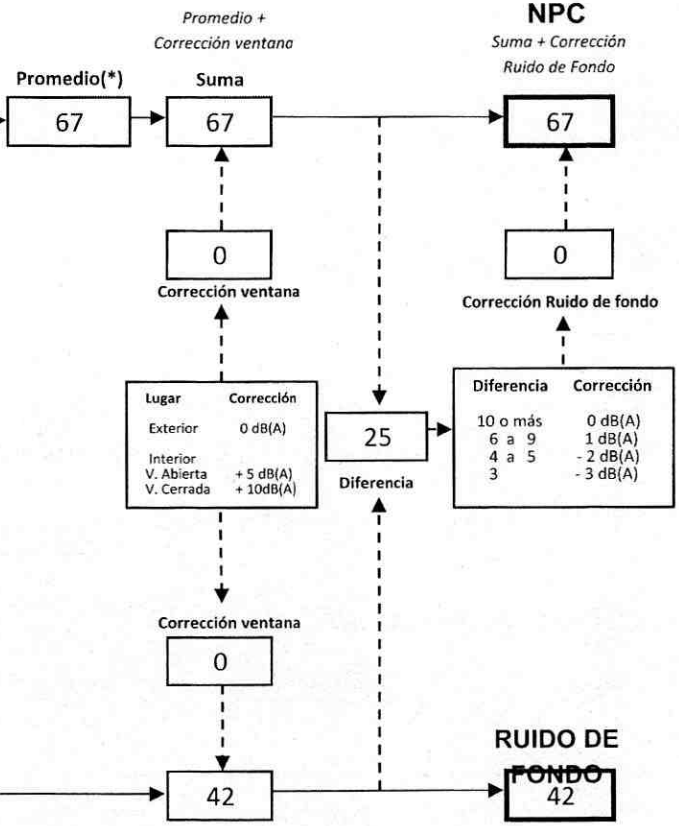 Promedio +
Corrección ventana
NPC
Suma + Corrección
Ruido de Fondo
Promedio(*)
Suma
67
67
67
0
Corrección ventana
0
Corrección Ruido de fondo
Lugar Corrección
Exterior 0 dB(A)
Interior
V. Abierta + 5 dB(A)
V. Cerrada + 10dB(A)
25
Diferencia
Diferencia Corrección
10 o más 0 dB(A)
6 a 9 1 dB(A)
4 a 5 - 2 dB(A)
3 - 3 dB(A)
Corrección ventana
0
42
RUIDO DE
FONDO
42